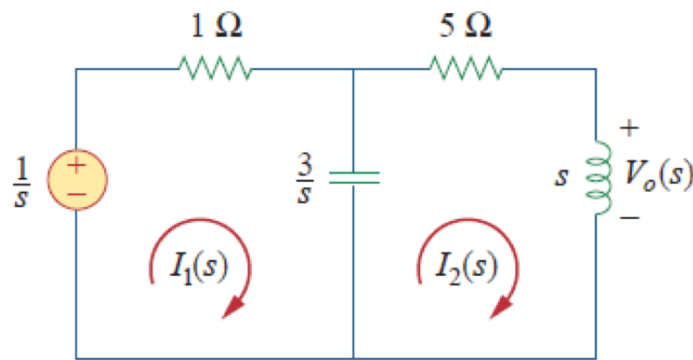 1 Ω 5 Ω
+
1/s + − 3/s s V_o(s)
−
I_1(s) I_2(s)